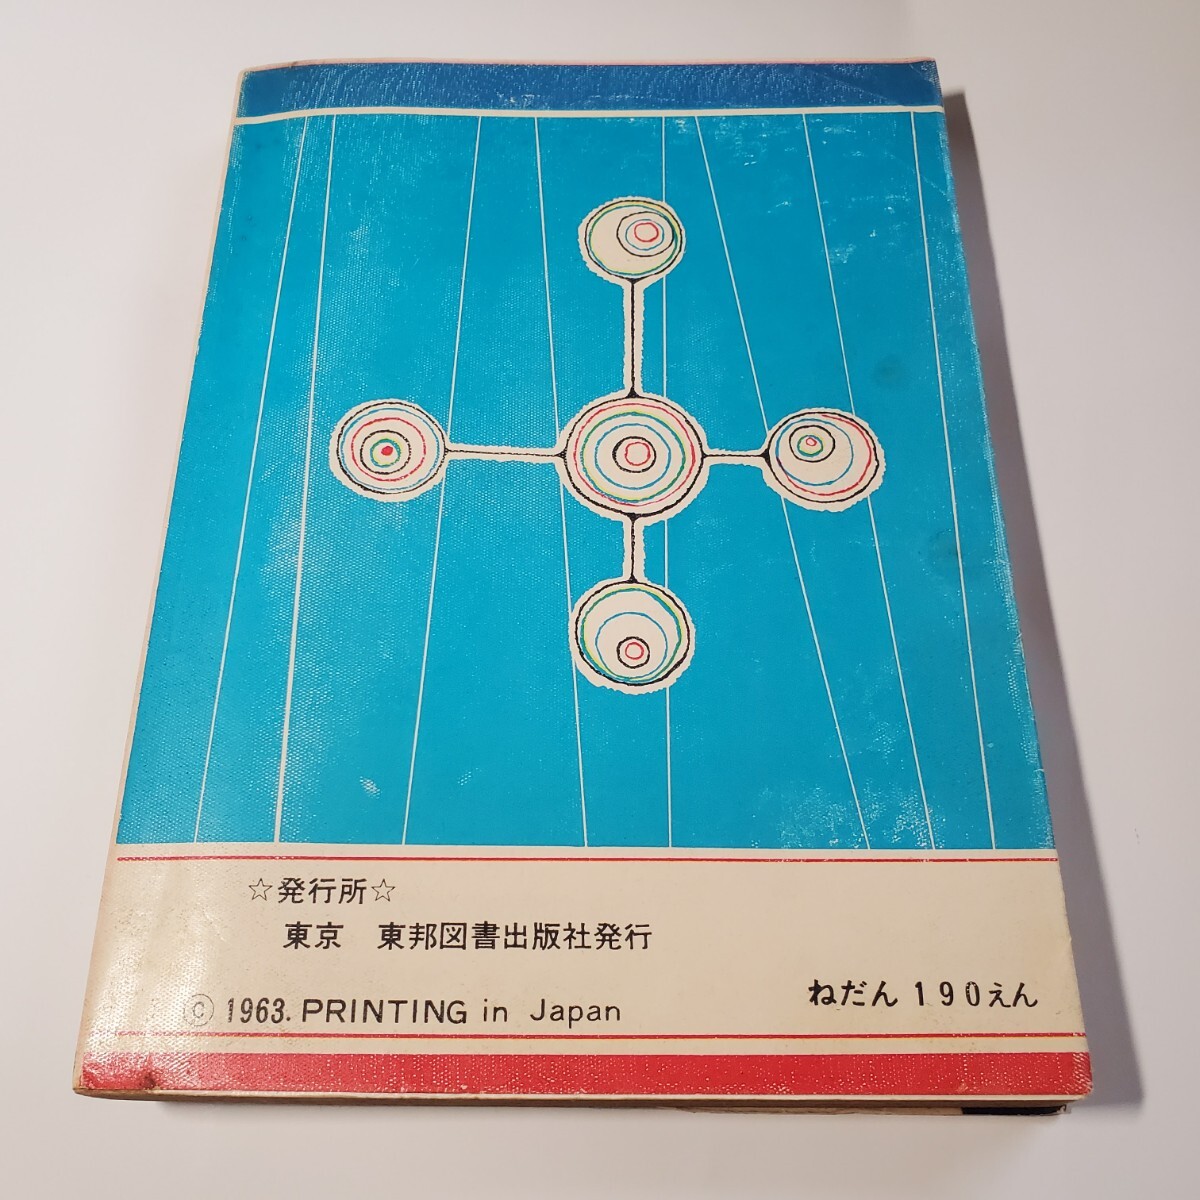 ☆発行所☆
東京 東邦図書出版社発行
ねだん 190えん
© 1963. PRINTING in Japan